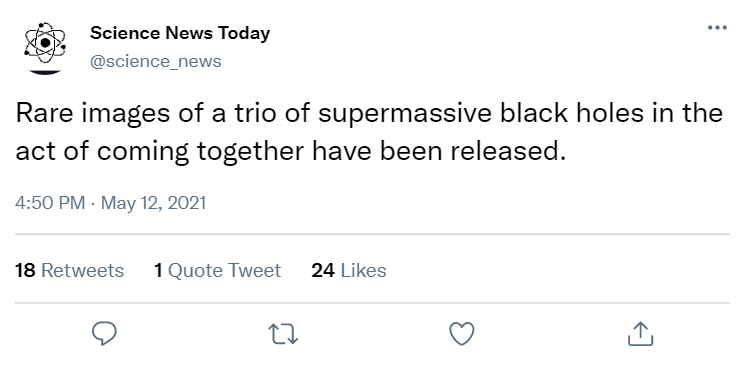 Science News Today
@science_news
Rare images of a trio of supermassive black holes in the
act of coming together have been released.
4:50 PM · May 12, 2021
18 Retweets 1 Quote Tweet 24 Likes